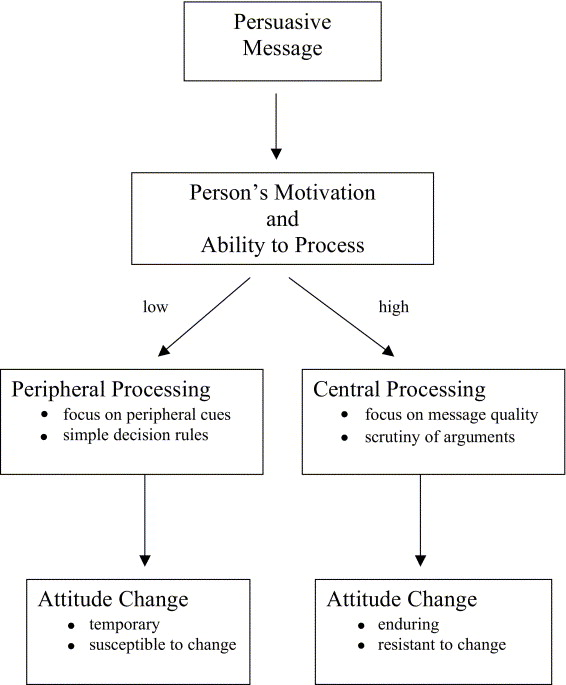 Persuasive
Message
Person's Motivation
and
Ability to Process
low
high
Peripheral Processing
• focus on peripheral cues
• simple decision rules
Central Processing
• focus on message quality
• scrutiny of arguments
Attitude Change
• temporary
• susceptible to change
Attitude Change
• enduring
• resistant to change